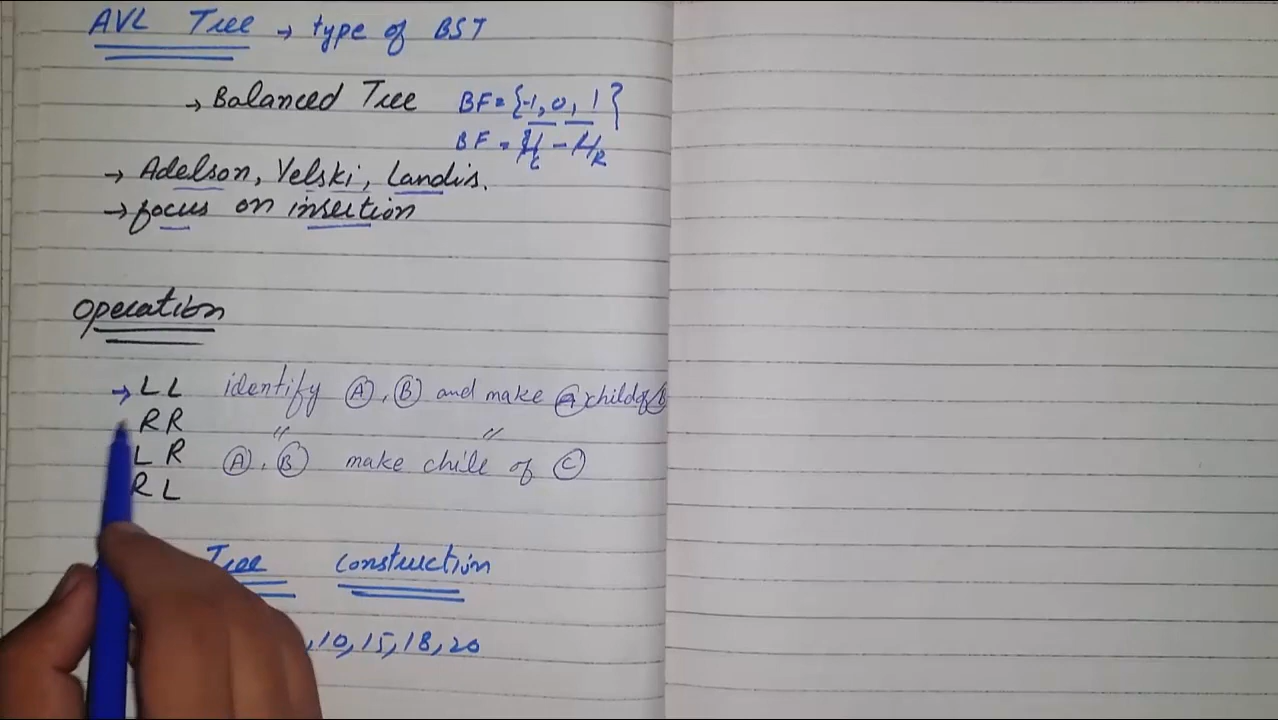 AVL Tree → type of BST
→ Balanced Tree BF = {-1, 0, 1}
BF = HL - HR
→ Adelson, Velski, Landis.
→ focus on insertion
Operation
→ LL identify (A), (B) and make (A) child of (B)
RR " "
LR (A), (B) make chile of (C)
RL
Tree construction
,10,15,18,20